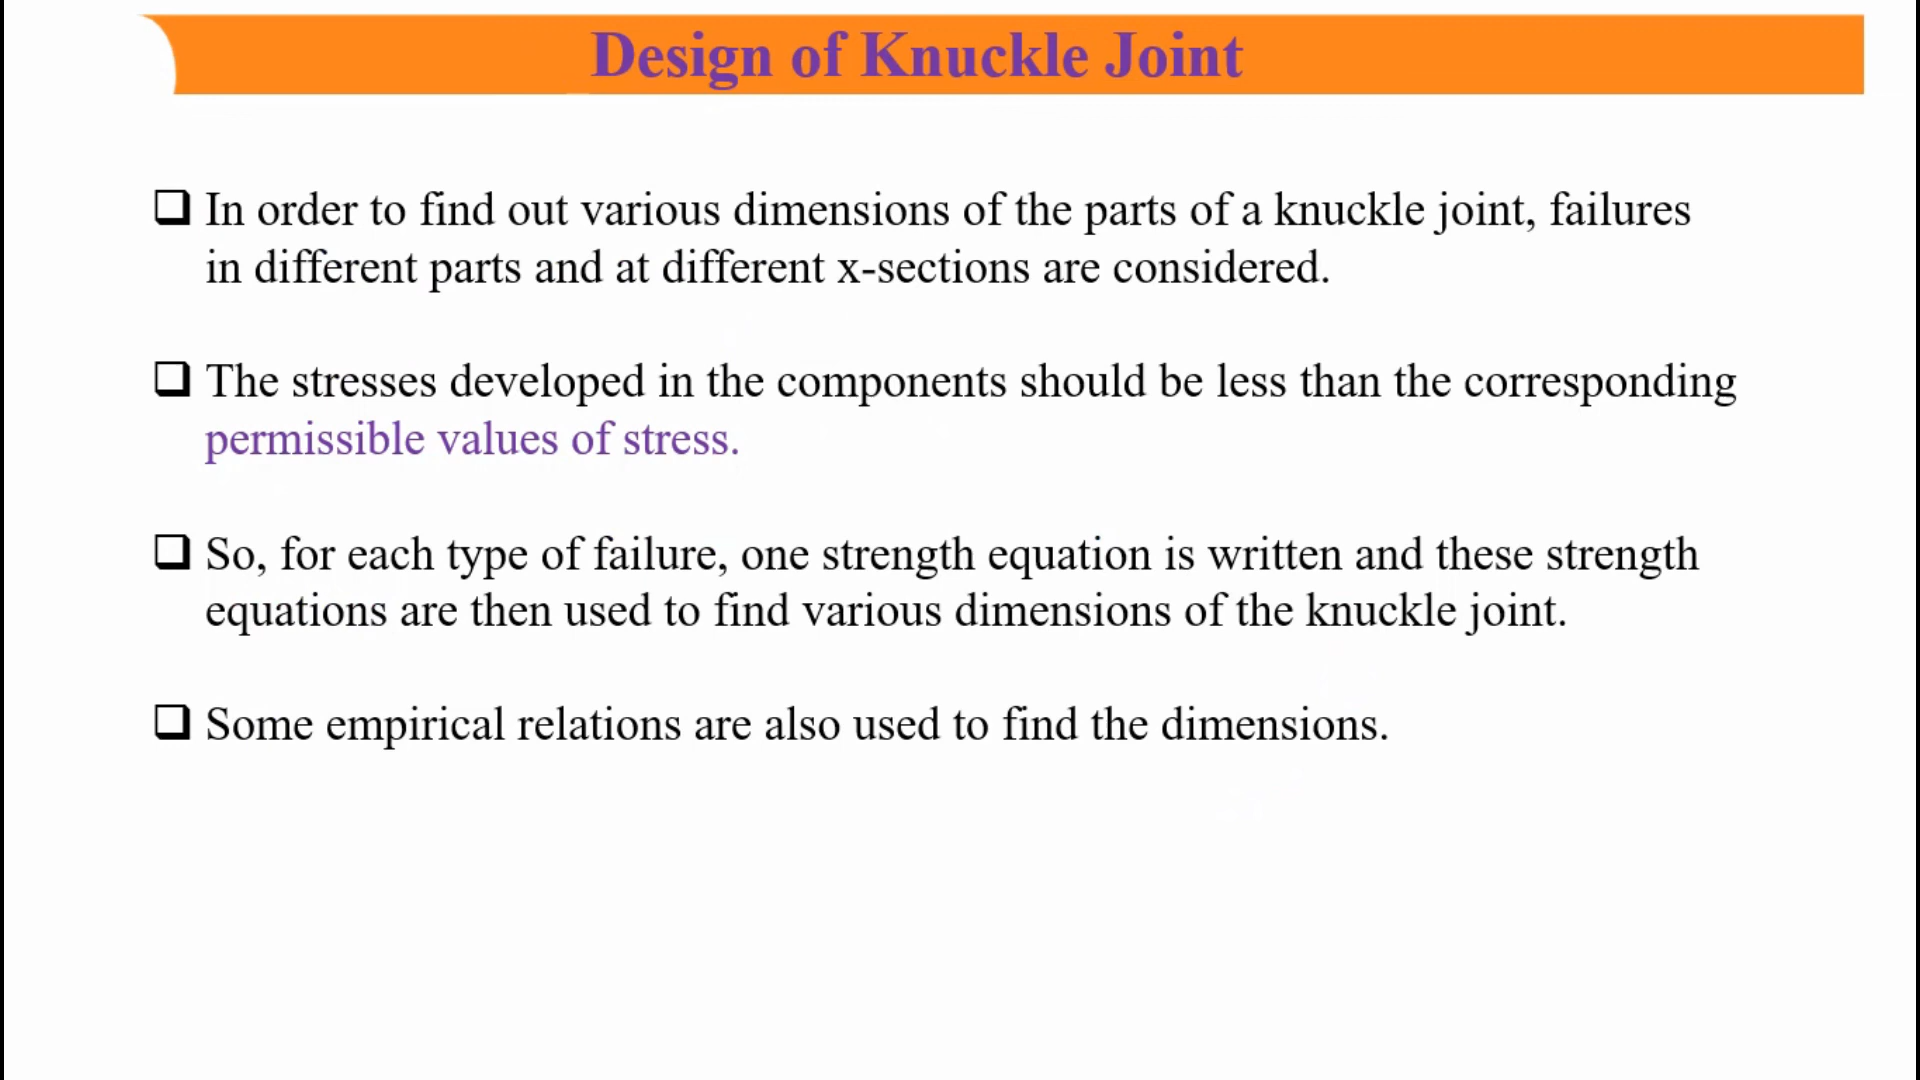 Design of Knuckle Joint
In order to find out various dimensions of the parts of a knuckle joint, failures
in different parts and at different x-sections are considered.
The stresses developed in the components should be less than the corresponding
permissible values of stress.
So, for each type of failure, one strength equation is written and these strength
equations are then used to find various dimensions of the knuckle joint.
Some empirical relations are also used to find the dimensions.